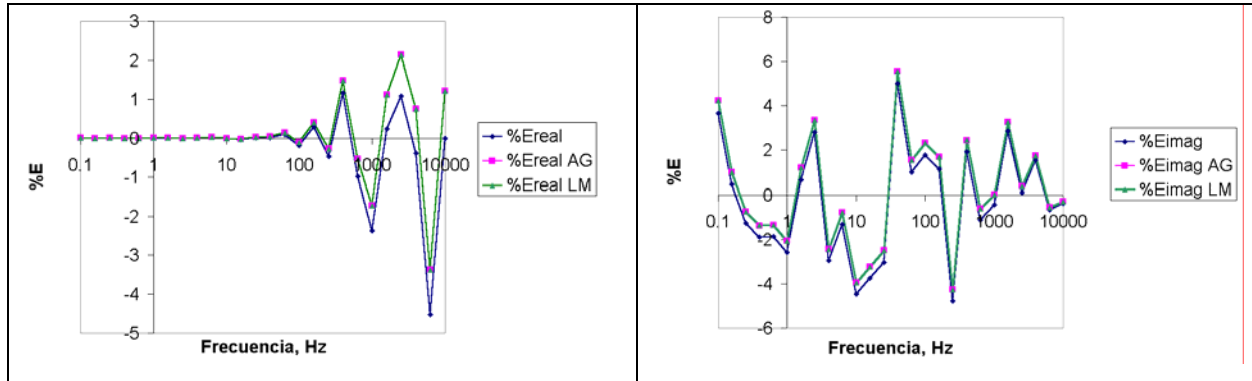 3
2
1
0
-1
-2
-3
-4
-5
0.1 1 10 100 1000 10000
%E
Frecuencia, Hz
%Ereal
%Ereal AG
%Ereal LM
8
6
4
2
0
-2
-4
-6
0.1 1 10 100 1000 10000
%E
Frecuencia, Hz
%Eimag
%Eimag AG
%Eimag LM